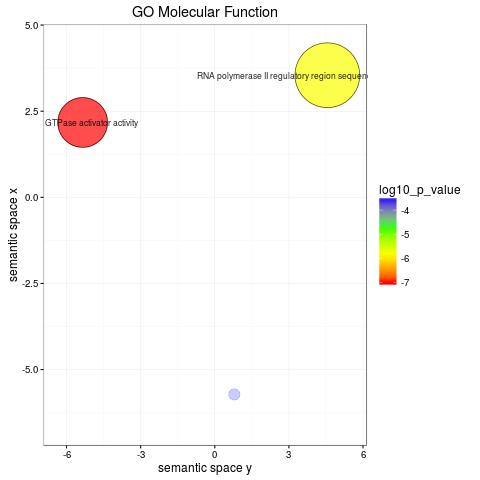 GO Molecular Function
5.0
RNA polymerase II regulatory region sequen
2.5
GTPase activator activity
log10_p_value
0.0
-4
-5
-6
-7
-2.5
-5.0
-6 -3 0 3 6
semantic space y
semantic space x